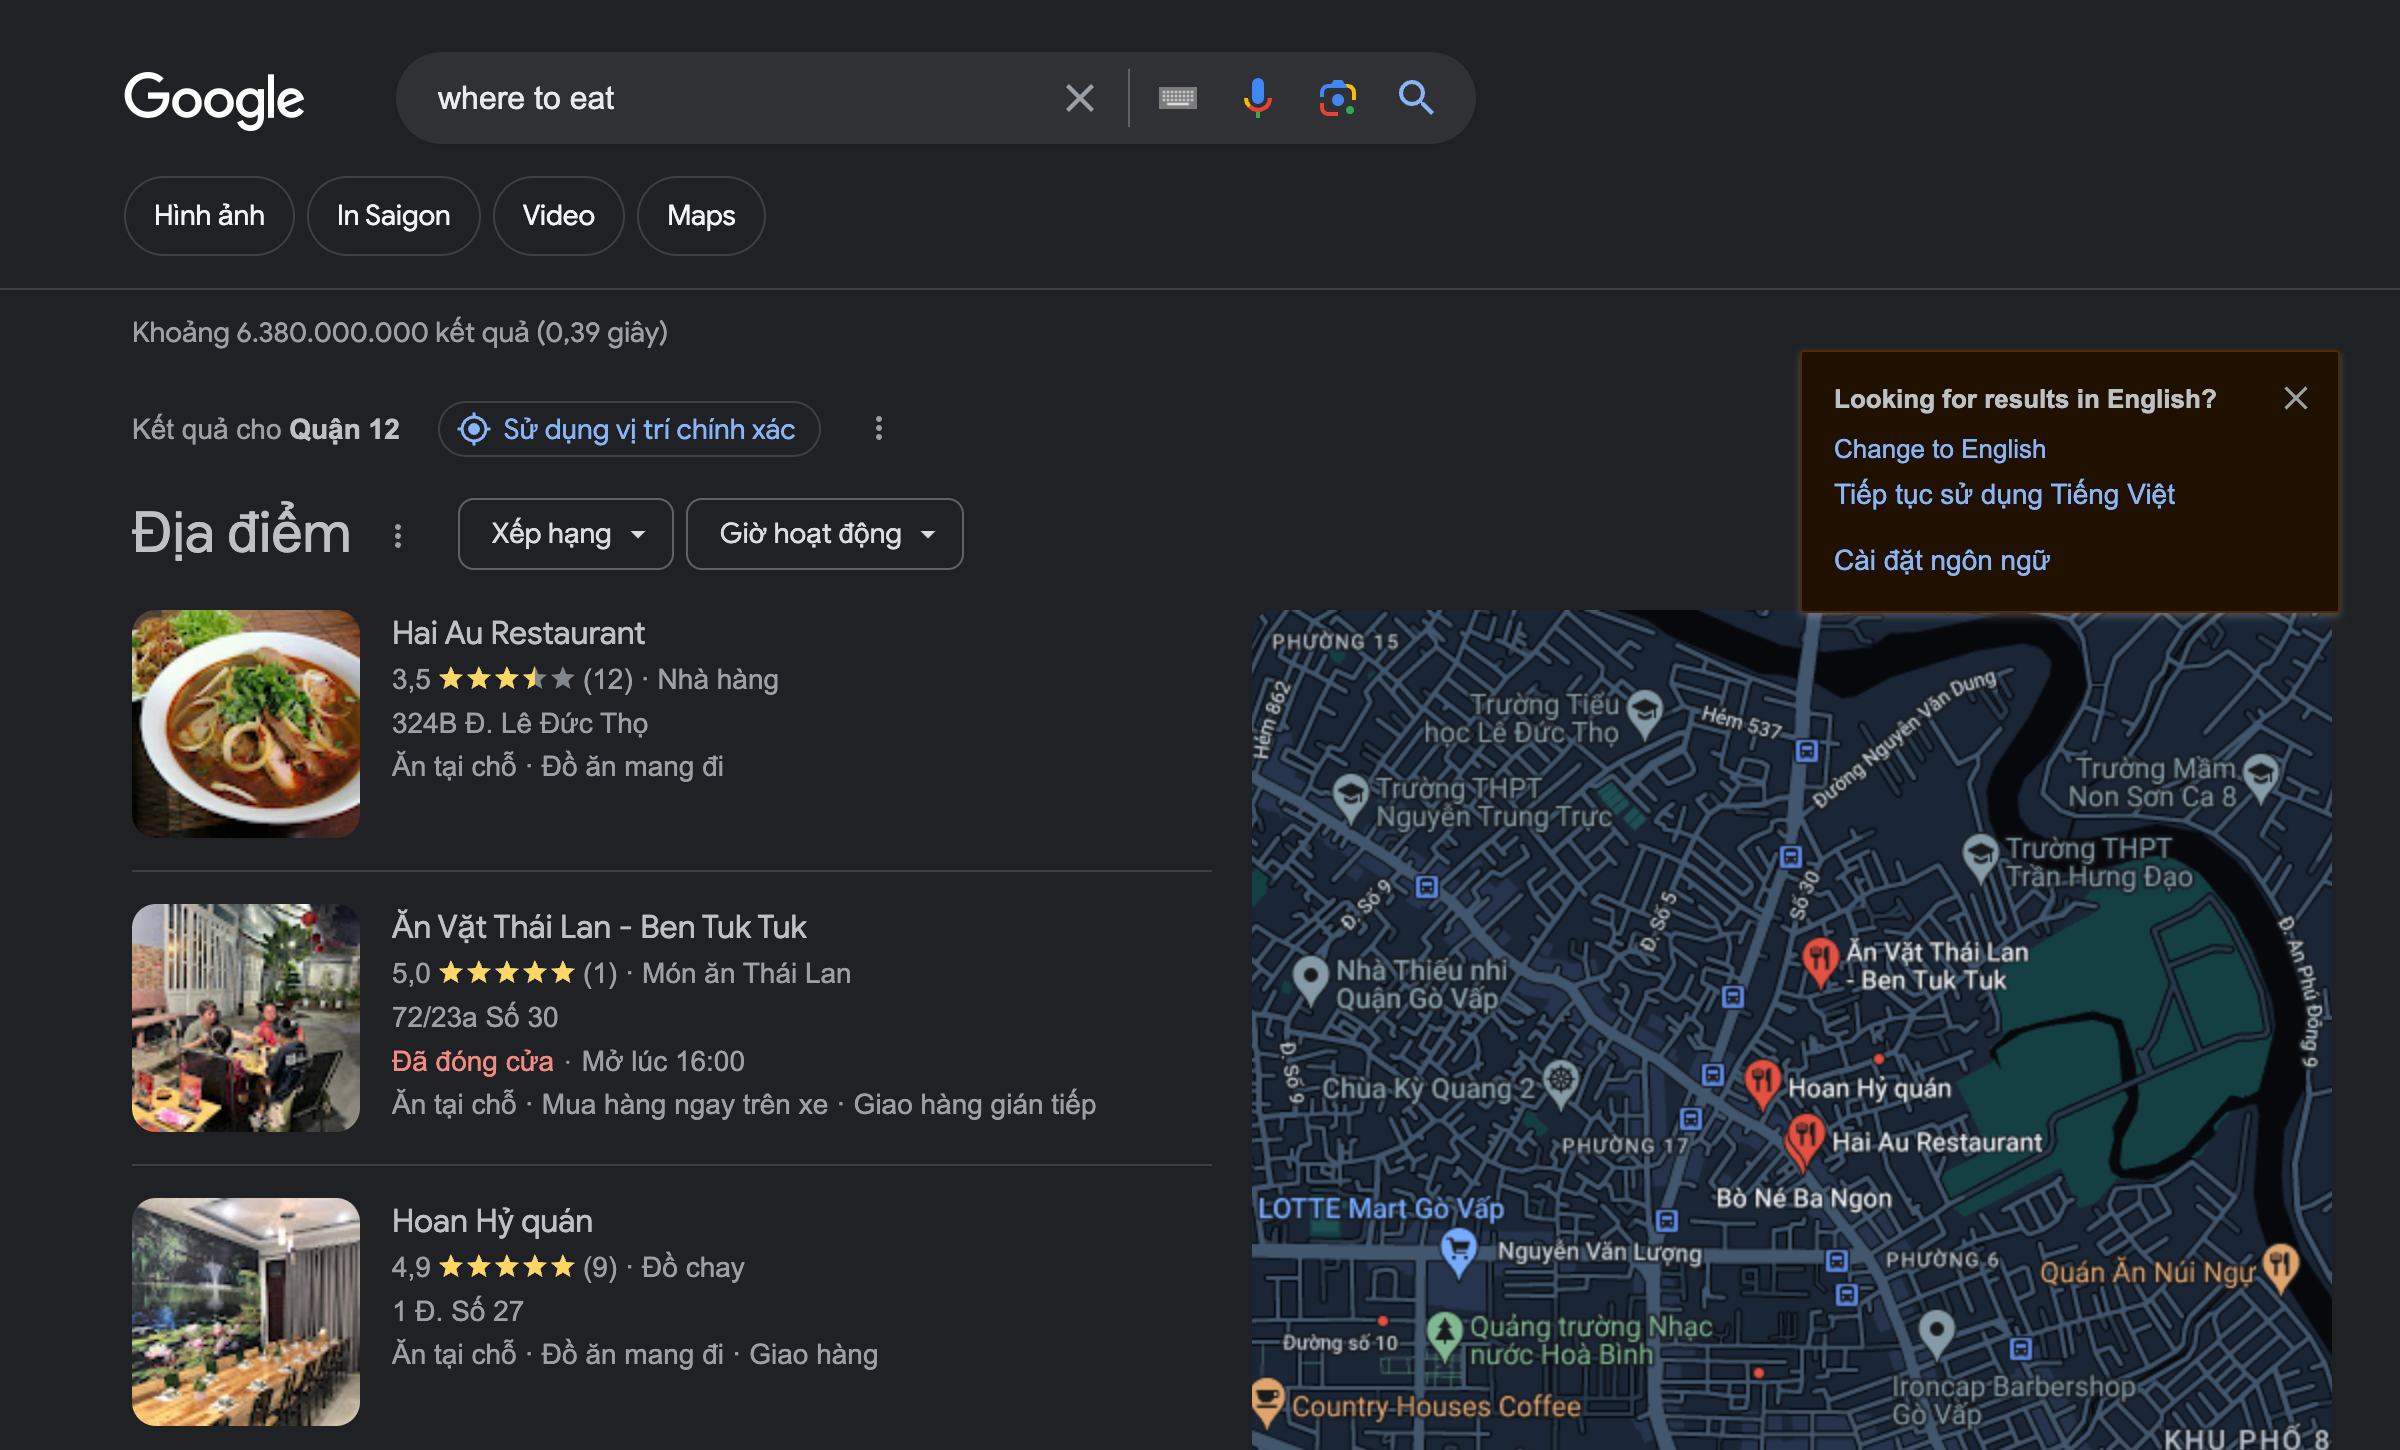 Google
where to eat
Hình ảnh
In Saigon
Video
Maps
Khoảng 6.380.000.000 kết quả (0,39 giây)
Kết quả cho Quận 12
Sử dụng vị trí chính xác
Looking for results in English?
Change to English
Tiếp tục sử dụng Tiếng Việt
Cài đặt ngôn ngữ
Địa điểm
Xếp hạng
Giờ hoạt động
Hai Au Restaurant
3,5 (12) · Nhà hàng
324B Đ. Lê Đức Thọ
Ăn tại chỗ · Đồ ăn mang đi
Ăn Vặt Thái Lan - Ben Tuk Tuk
5,0 (1) · Món ăn Thái Lan
72/23a Số 30
Đã đóng cửa · Mở lúc 16:00
Ăn tại chỗ · Mua hàng ngay trên xe · Giao hàng gián tiếp
Hoan Hỷ quán
4,9 (9) · Đồ chay
1 Đ. Số 27
Ăn tại chỗ · Đồ ăn mang đi · Giao hàng
PHƯỜNG 15
Hẻm 862
Trường Tiểu
học Lê Đức Thọ
Hẻm 537
Đường Nguyễn Văn Dung
Trường THPT
Nguyễn Trung Trực
Trường Mầm
Non Sơn Ca 8
Trường THPT
Trần Hưng Đạo
Đ. Số 9
Đ. Số 5
Số 30
Đ. An Phú Đông 9
Ăn Vặt Thái Lan
- Ben Tuk Tuk
Nhà Thiếu nhi
Quận Gò Vấp
Đ. Số 9
Chùa Kỳ Quang 2
Hoan Hỷ quán
PHƯỜNG 17
Hai Au Restaurant
Bò Né Ba Ngon
LOTTE Mart Gò Vấp
Nguyễn Văn Lượng
PHƯỜNG 6
Quán Ăn Núi Ngự
Đường số 10
Quảng trường Nhạc
nước Hoà Bình
Ironcap Barbershop
Gò Vấp
Country Houses Coffee
KHU PHỐ 8